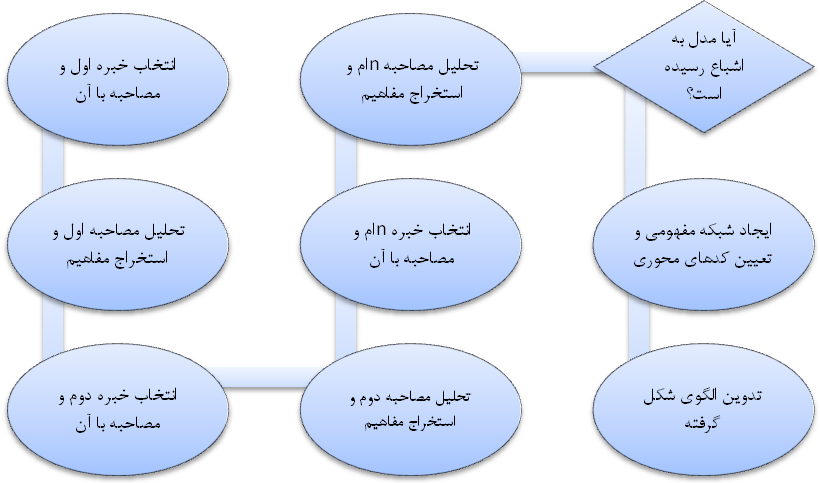 انتخاب خبره اول و
مصاحبه با آن
تحلیل مصاحبه اول و
استخراج مفاهیم
انتخاب خبره دوم و
مصاحبه با آن
تحلیل مصاحبه دوم و
استخراج مفاهیم
انتخاب خبره nام و
مصاحبه با آن
تحلیل مصاحبه nام و
استخراج مفاهیم
آیا مدل به
اشباع رسیده
است؟
ایجاد شبکه مفهومی و
تعیین کدهای محوری
تدوین الگوی شکل
گرفته